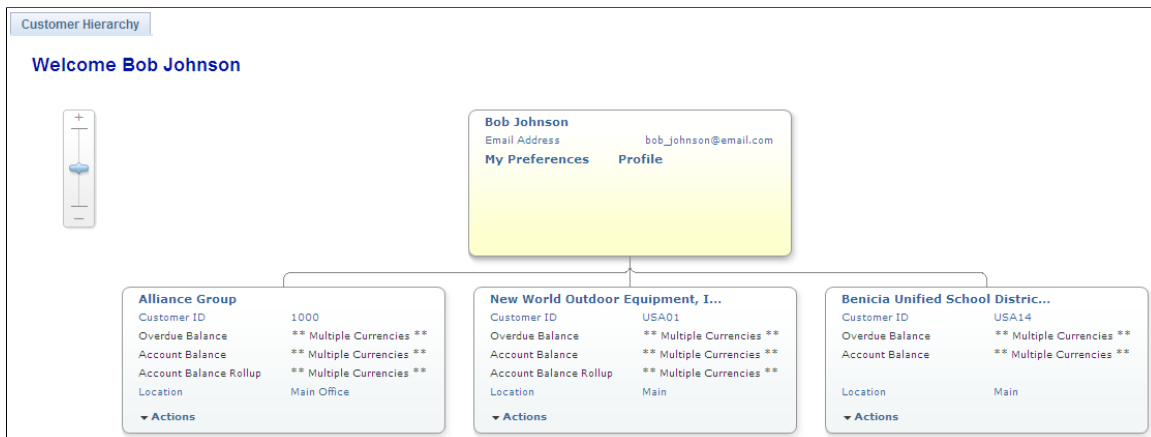 Customer Hierarchy
Welcome Bob Johnson
+
−
Bob Johnson
Email Address bob_johnson@email.com
My Preferences Profile
Alliance Group
Customer ID 1000
Overdue Balance ** Multiple Currencies **
Account Balance ** Multiple Currencies **
Account Balance Rollup ** Multiple Currencies **
Location Main Office
Actions
New World Outdoor Equipment, I...
Customer ID USA01
Overdue Balance ** Multiple Currencies **
Account Balance ** Multiple Currencies **
Account Balance Rollup ** Multiple Currencies **
Location Main
Actions
Benicia Unified School Distric...
Customer ID USA14
Overdue Balance ** Multiple Currencies **
Account Balance ** Multiple Currencies **
Location Main
Actions